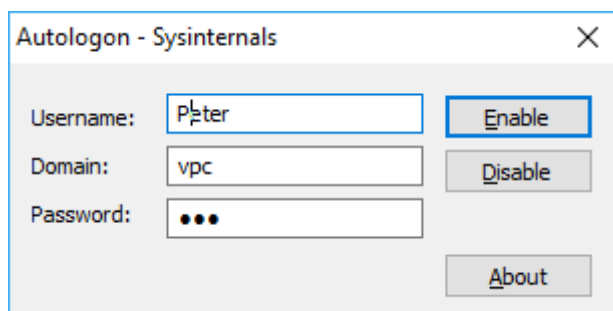 Autologon - Sysinternals
Username: Peter Enable
Domain: vpc Disable
Password: ●●●
About